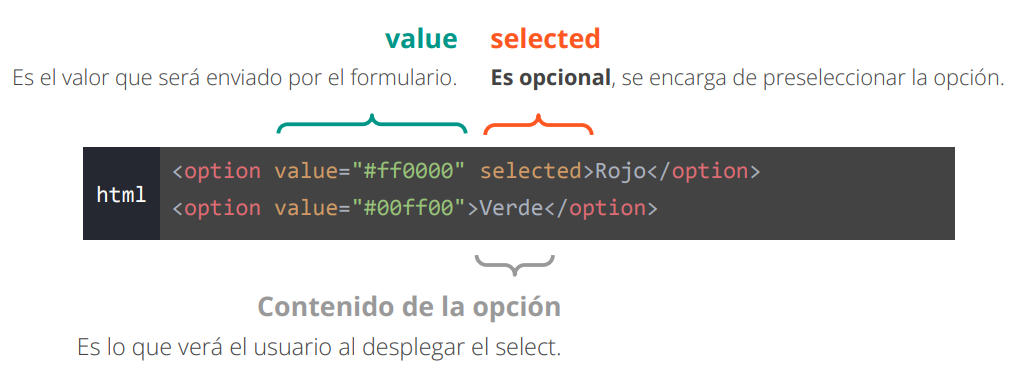 value
selected
Es el valor que será enviado por el formulario.
Es opcional, se encarga de preseleccionar la opción.
html
<option value="#ff0000" selected>Rojo</option>
<option value="#00ff00">Verde</option>
Contenido de la opción
Es lo que verá el usuario al desplegar el select.